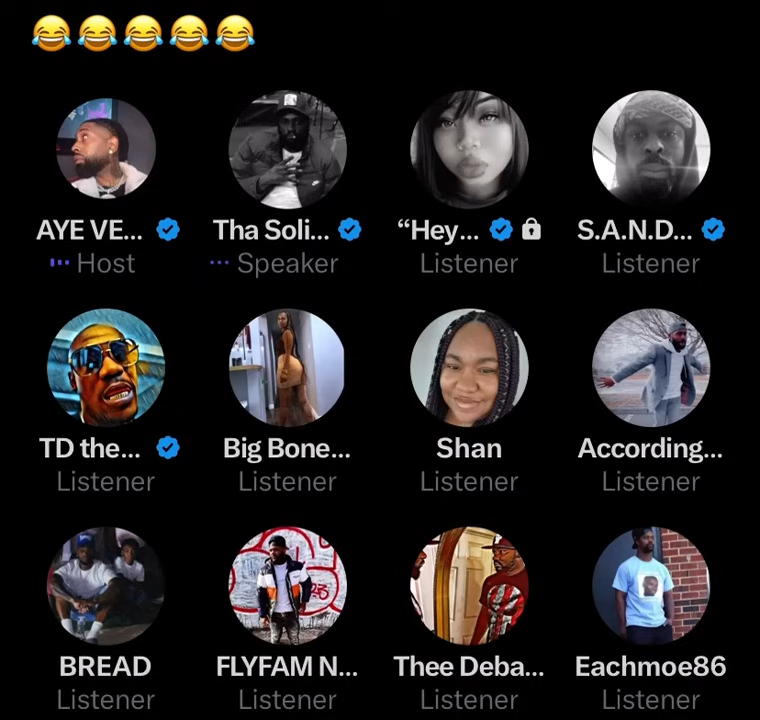 😂😂😂😂😂
AYE VE... Tha Soli... “Hey... S.A.N.D...
Host Speaker Listener Listener
TD the... Big Bone... Shan According...
Listener Listener Listener Listener
BREAD FLYFAM N... Thee Deba... Eachmoe86
Listener Listener Listener Listener